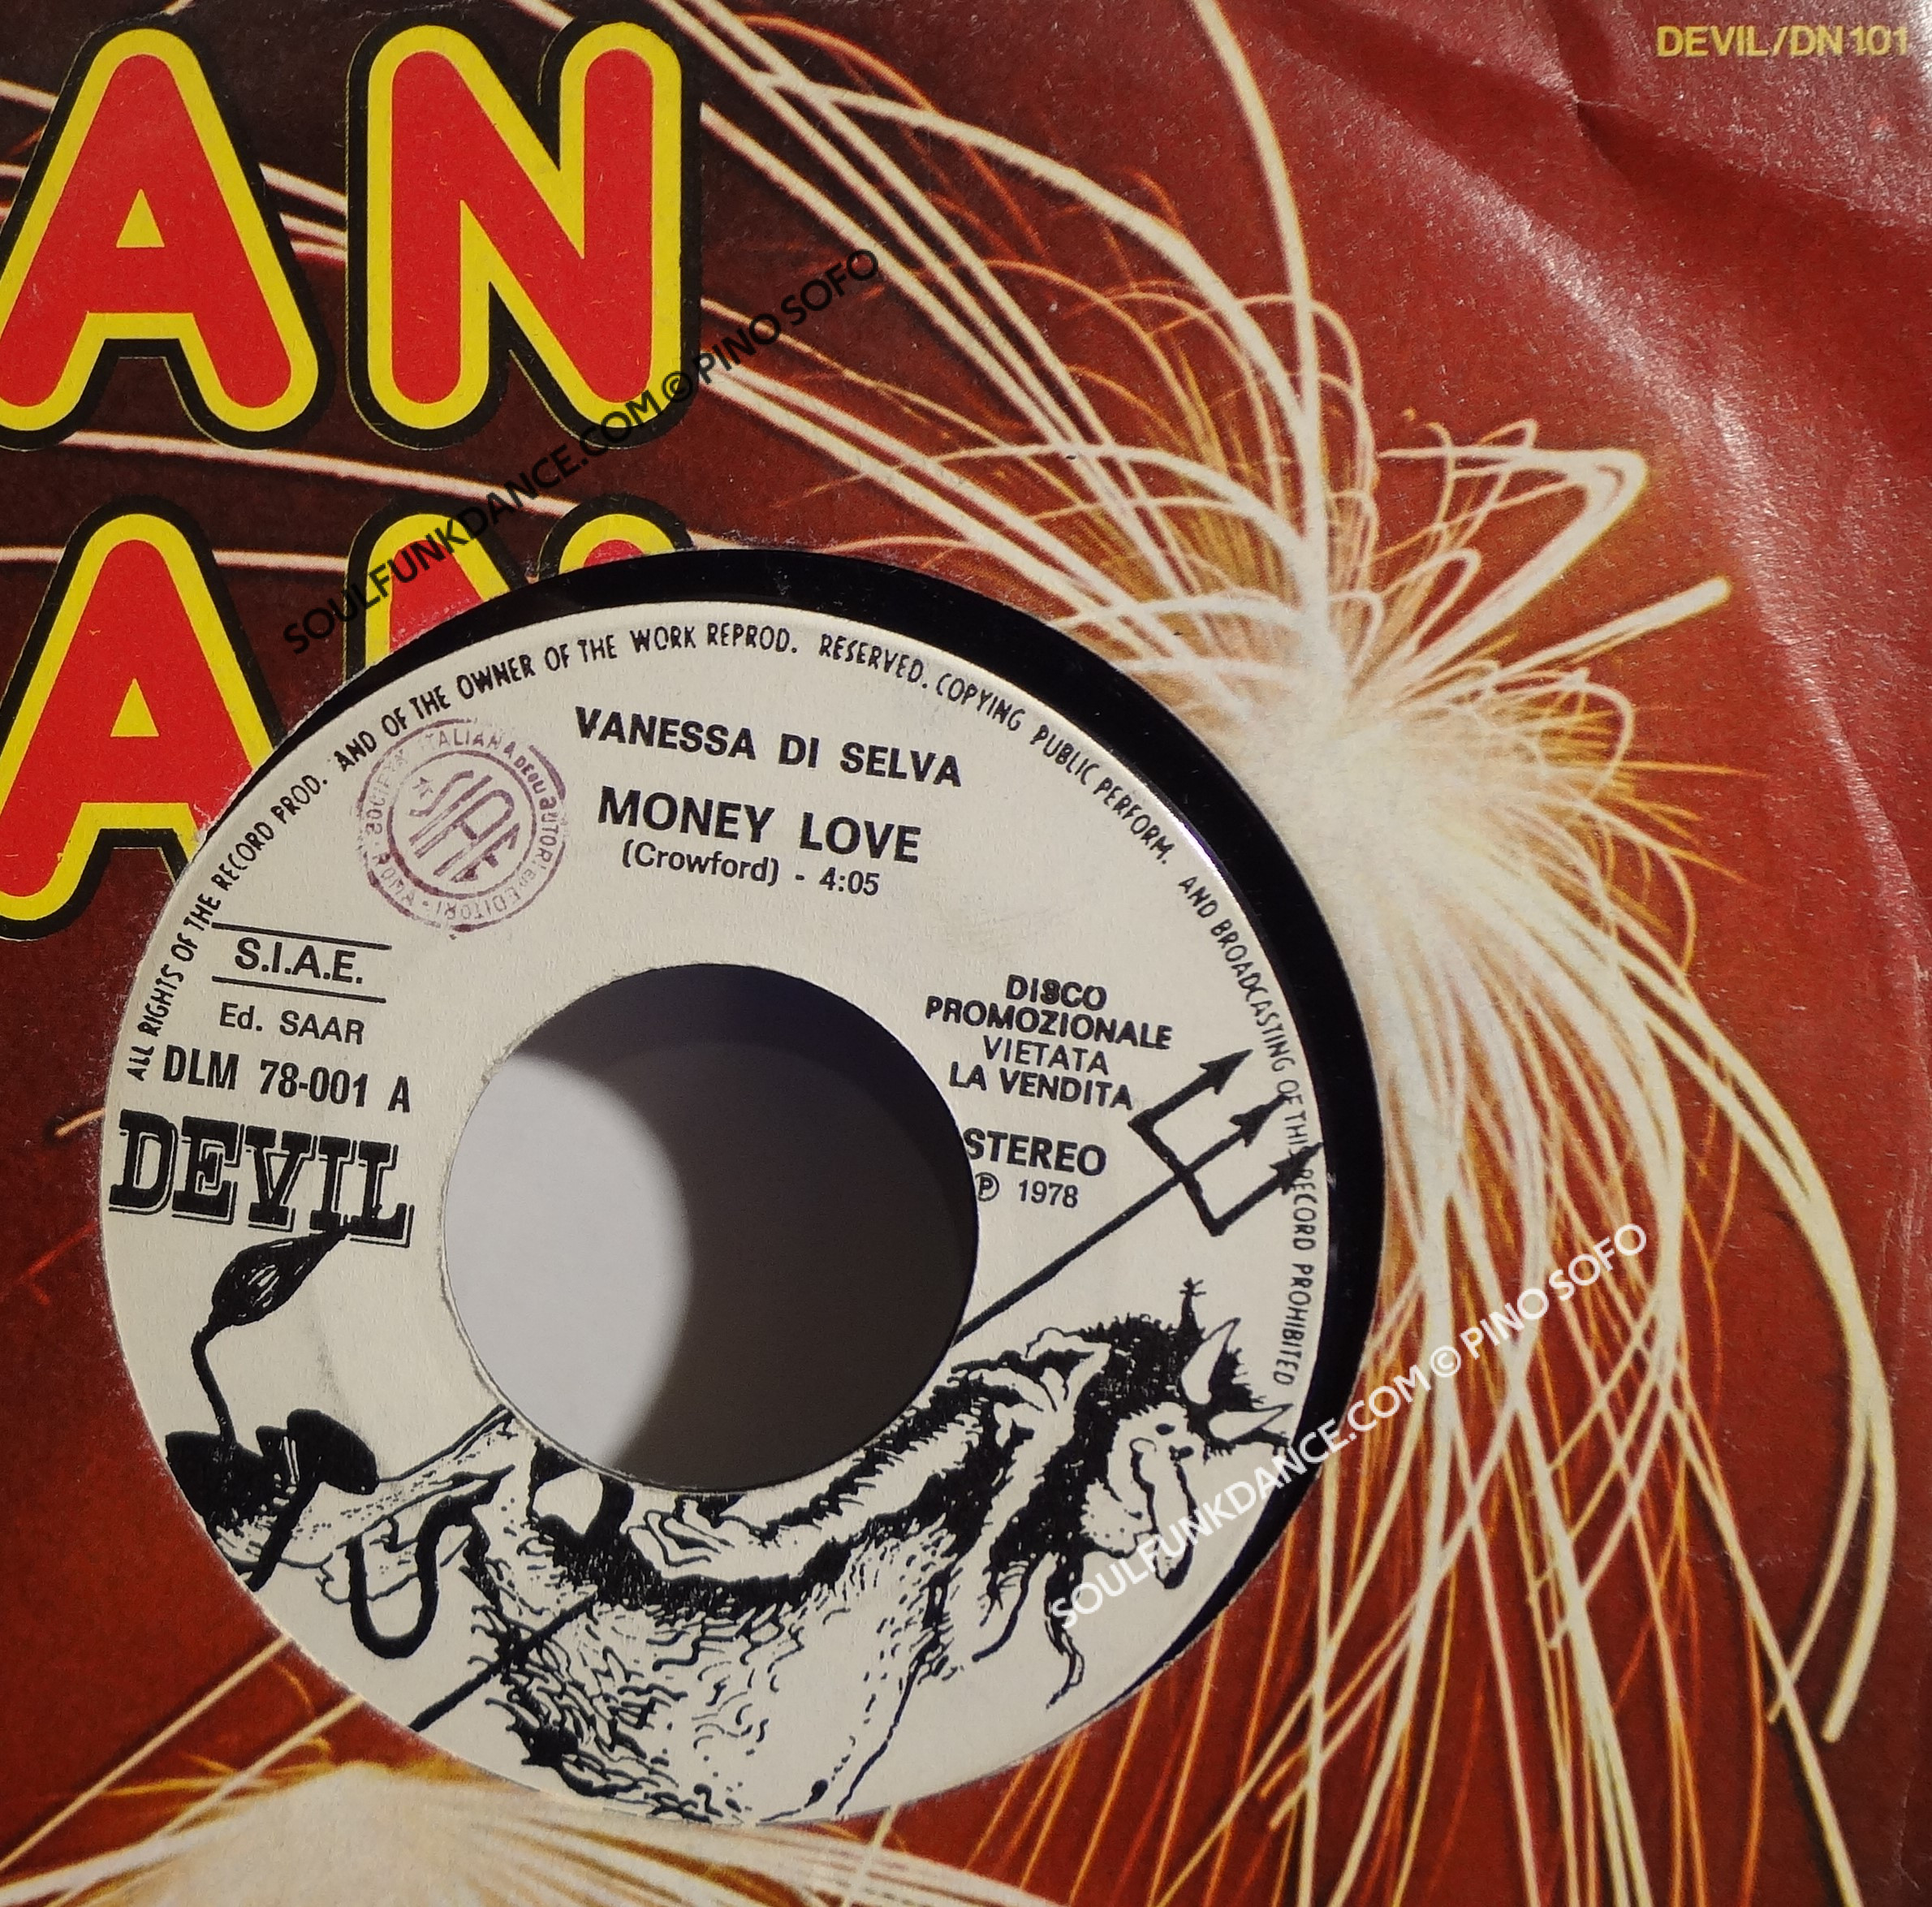 DEVIL/DN 101
AN
AN
SOULFUNKDANCE.COM © PINO SOFO
ALL RIGHTS OF THE RECORD PROD. AND OF THE OWNER OF THE WORK REPROD. RESERVED. COPYING PUBLIC PERFORM. AND BROADCASTING OF THIS RECORD PROHIBITED
VANESSA DI SELVA
MONEY LOVE
(Crowford) - 4:05
SIAE
S.I.A.E.
Ed. SAAR
DLM 78-001 A
DEVIL
DISCO
PROMOZIONALE
VIETATA
LA VENDITA
STEREO
℗ 1978
SOULFUNKDANCE.COM © PINO SOFO